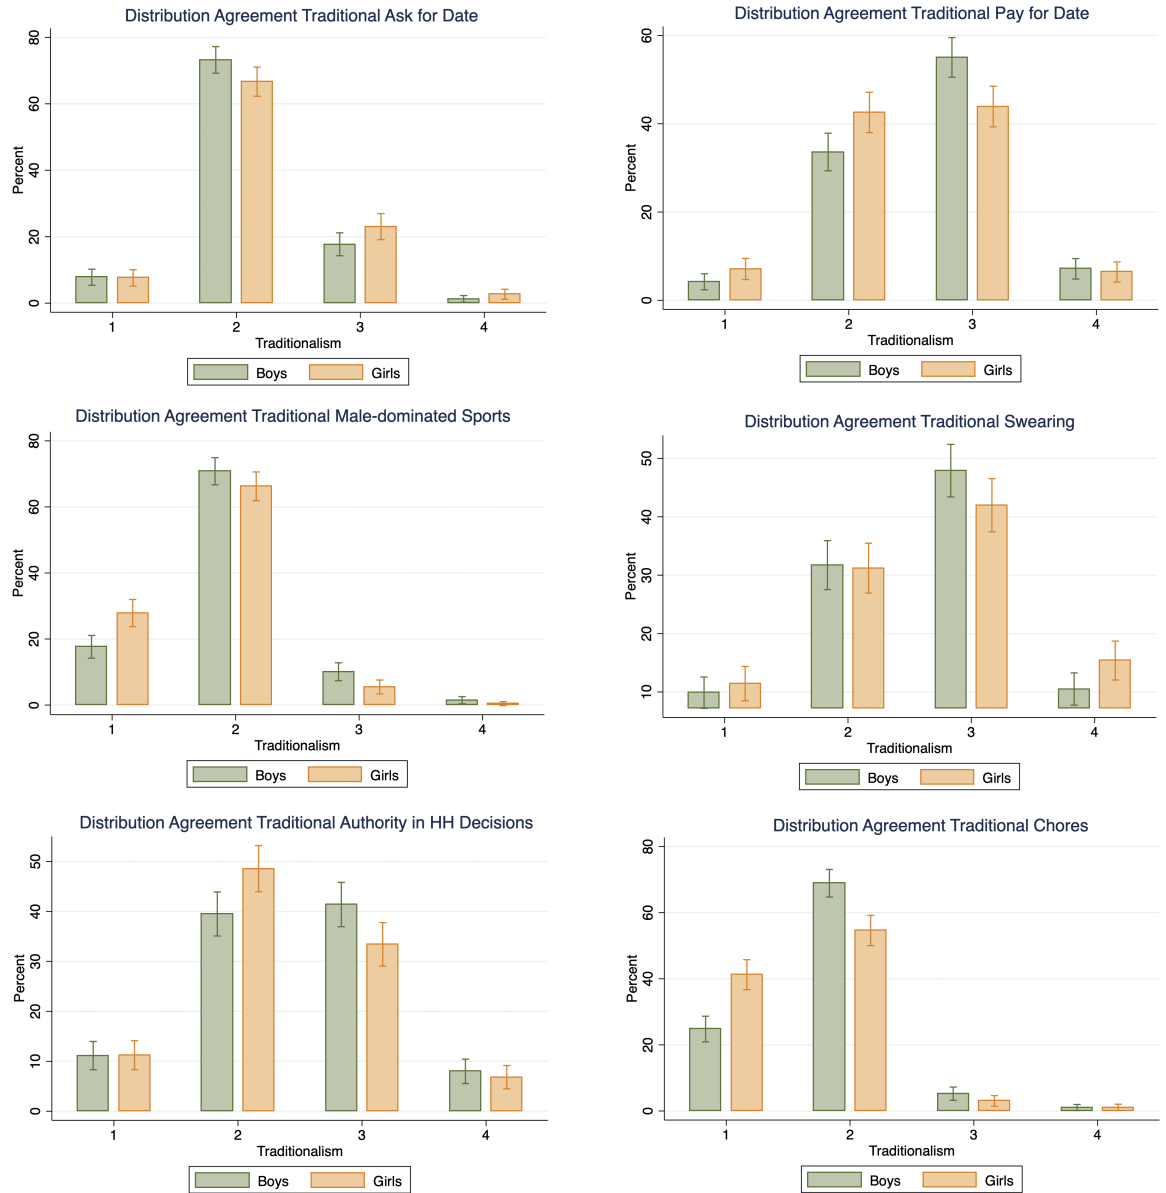 Distribution Agreement Traditional Ask for Date
80
60
40
20
0
Percent
1 2 3 4
Traditionalism
Boys Girls
Distribution Agreement Traditional Pay for Date
60
40
20
0
Percent
1 2 3 4
Traditionalism
Boys Girls
Distribution Agreement Traditional Male-dominated Sports
80
60
40
20
0
Percent
1 2 3 4
Traditionalism
Boys Girls
Distribution Agreement Traditional Swearing
50
40
30
20
10
Percent
1 2 3 4
Traditionalism
Boys Girls
Distribution Agreement Traditional Authority in HH Decisions
50
40
30
20
10
0
Percent
1 2 3 4
Traditionalism
Boys Girls
Distribution Agreement Traditional Chores
80
60
40
20
0
Percent
1 2 3 4
Traditionalism
Boys Girls